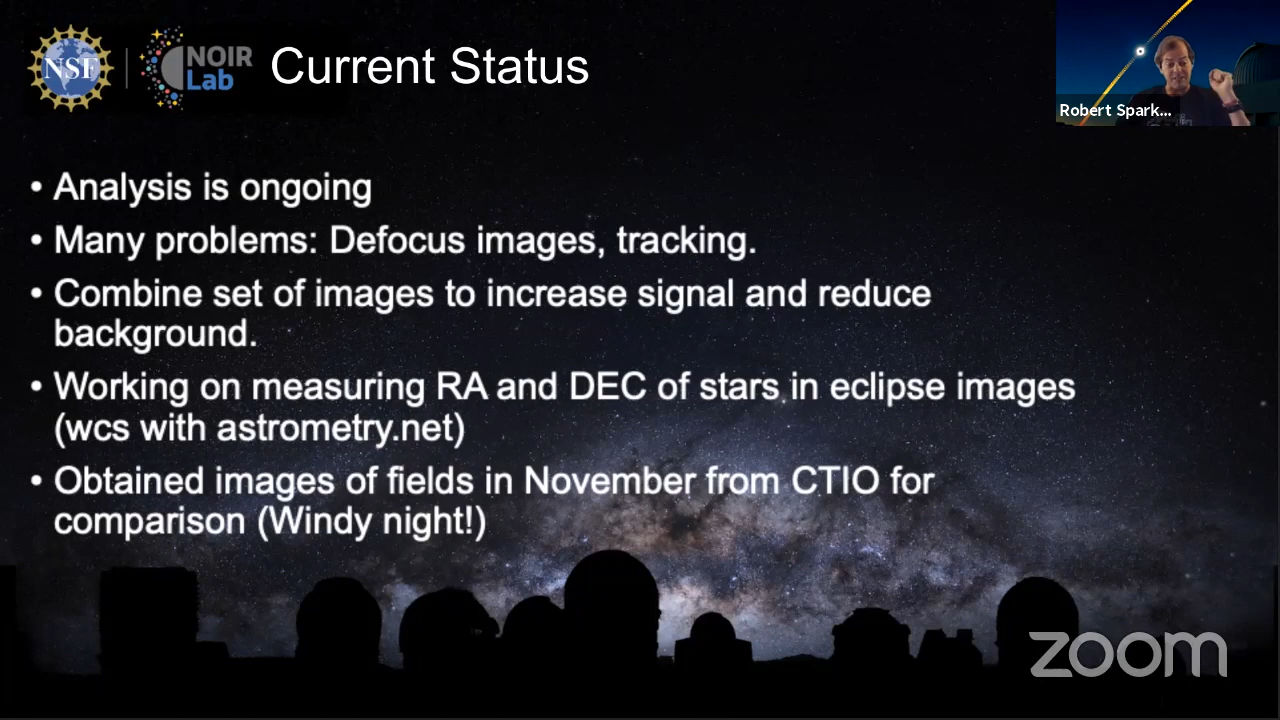 NSF
NOIR
Lab
Current Status
Robert Spark...
• Analysis is ongoing
• Many problems: Defocus images, tracking.
• Combine set of images to increase signal and reduce
background.
• Working on measuring RA and DEC of stars in eclipse images
(wcs with astrometry.net)
• Obtained images of fields in November from CTIO for
comparison (Windy night!)
zoom